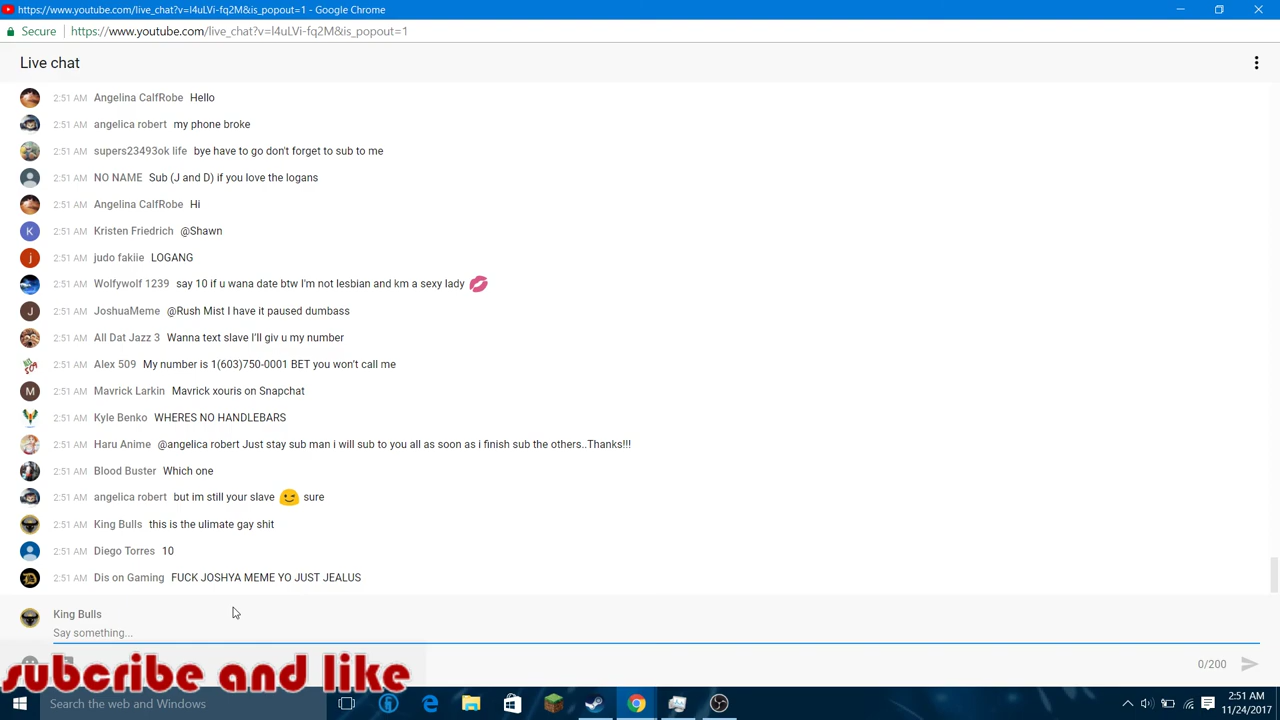 https://www.youtube.com/live_chat?v=l4uLVi-fq2M&is_popout=1 - Google Chrome
Secure https://www.youtube.com/live_chat?v=l4uLVi-fq2M&is_popout=1
Live chat
2:51 AM Angelina CalfRobe Hello
2:51 AM angelica robert my phone broke
2:51 AM supers23493ok life bye have to go don't forget to sub to me
2:51 AM NO NAME Sub (J and D) if you love the logans
2:51 AM Angelina CalfRobe Hi
K 2:51 AM Kristen Friedrich @Shawn
j 2:51 AM judo fakiie LOGANG
2:51 AM Wolfywolf 1239 say 10 if u wana date btw I'm not lesbian and km a sexy lady
J 2:51 AM JoshuaMeme @Rush Mist I have it paused dumbass
2:51 AM All Dat Jazz 3 Wanna text slave I'll giv u my number
2:51 AM Alex 509 My number is 1(603)750-0001 BET you won't call me
M 2:51 AM Mavrick Larkin Mavrick xouris on Snapchat
2:51 AM Kyle Benko WHERES NO HANDLEBARS
2:51 AM Haru Anime @angelica robert Just stay sub man i will sub to you all as soon as i finish sub the others..Thanks!!!
2:51 AM Blood Buster Which one
2:51 AM angelica robert but im still your slave sure
2:51 AM King Bulls this is the ulimate gay shit
2:51 AM Diego Torres 10
2:51 AM Dis on Gaming FUCK JOSHYA MEME YO JUST JEALUS
King Bulls
Say something...
0/200
subcribe and like
Search the web and Windows
2:51 AM
11/24/2017